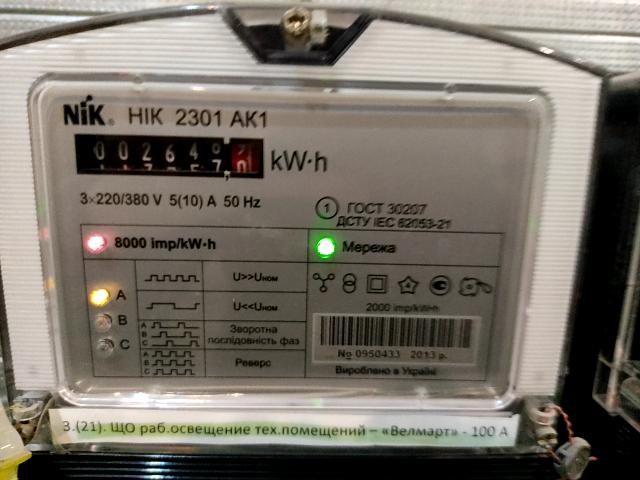 NiK. НІК 2301 АК1
0 0 2 6 4 kW·h
3×220/380 V 5(10) A 50 Hz
1 ГОСТ 30207
ДСТУ IEC 62053-21
8000 imp/kW·h
Мережа
A
B
C
U>>Uном
U<<Uном
A
B
C
Зворотна
послідовність фаз
A
B
C
Реверс
2000 imp/kW·h
№ 0950433 2013 р.
Вироблено в Україні
3.(21). ЩО раб.освещение тех.помещений – «Велмарт» - 100 А